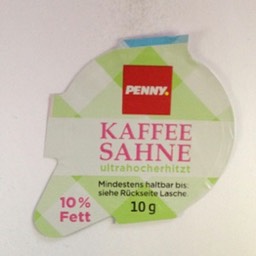 PENNY.
KAFFEE
SAHNE
ultrahocherhitzt
Mindestens haltbar bis:
siehe Rückseite Lasche
10 %
Fett
10 g